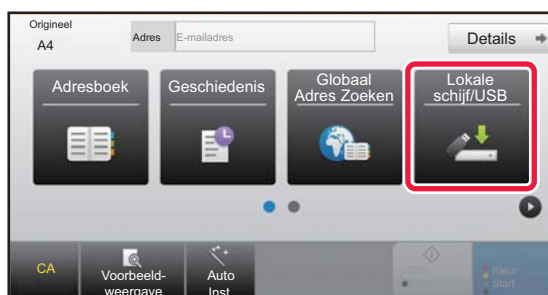 Origineel
A4
Adres
E-mailadres
Details
Adresboek
Geschiedenis
Globaal
Adres Zoeken
Lokale
schijf/USB
CA
Voorbeeld-
weergave
Auto
Inst.
Z/W
Start
Kleur
Start